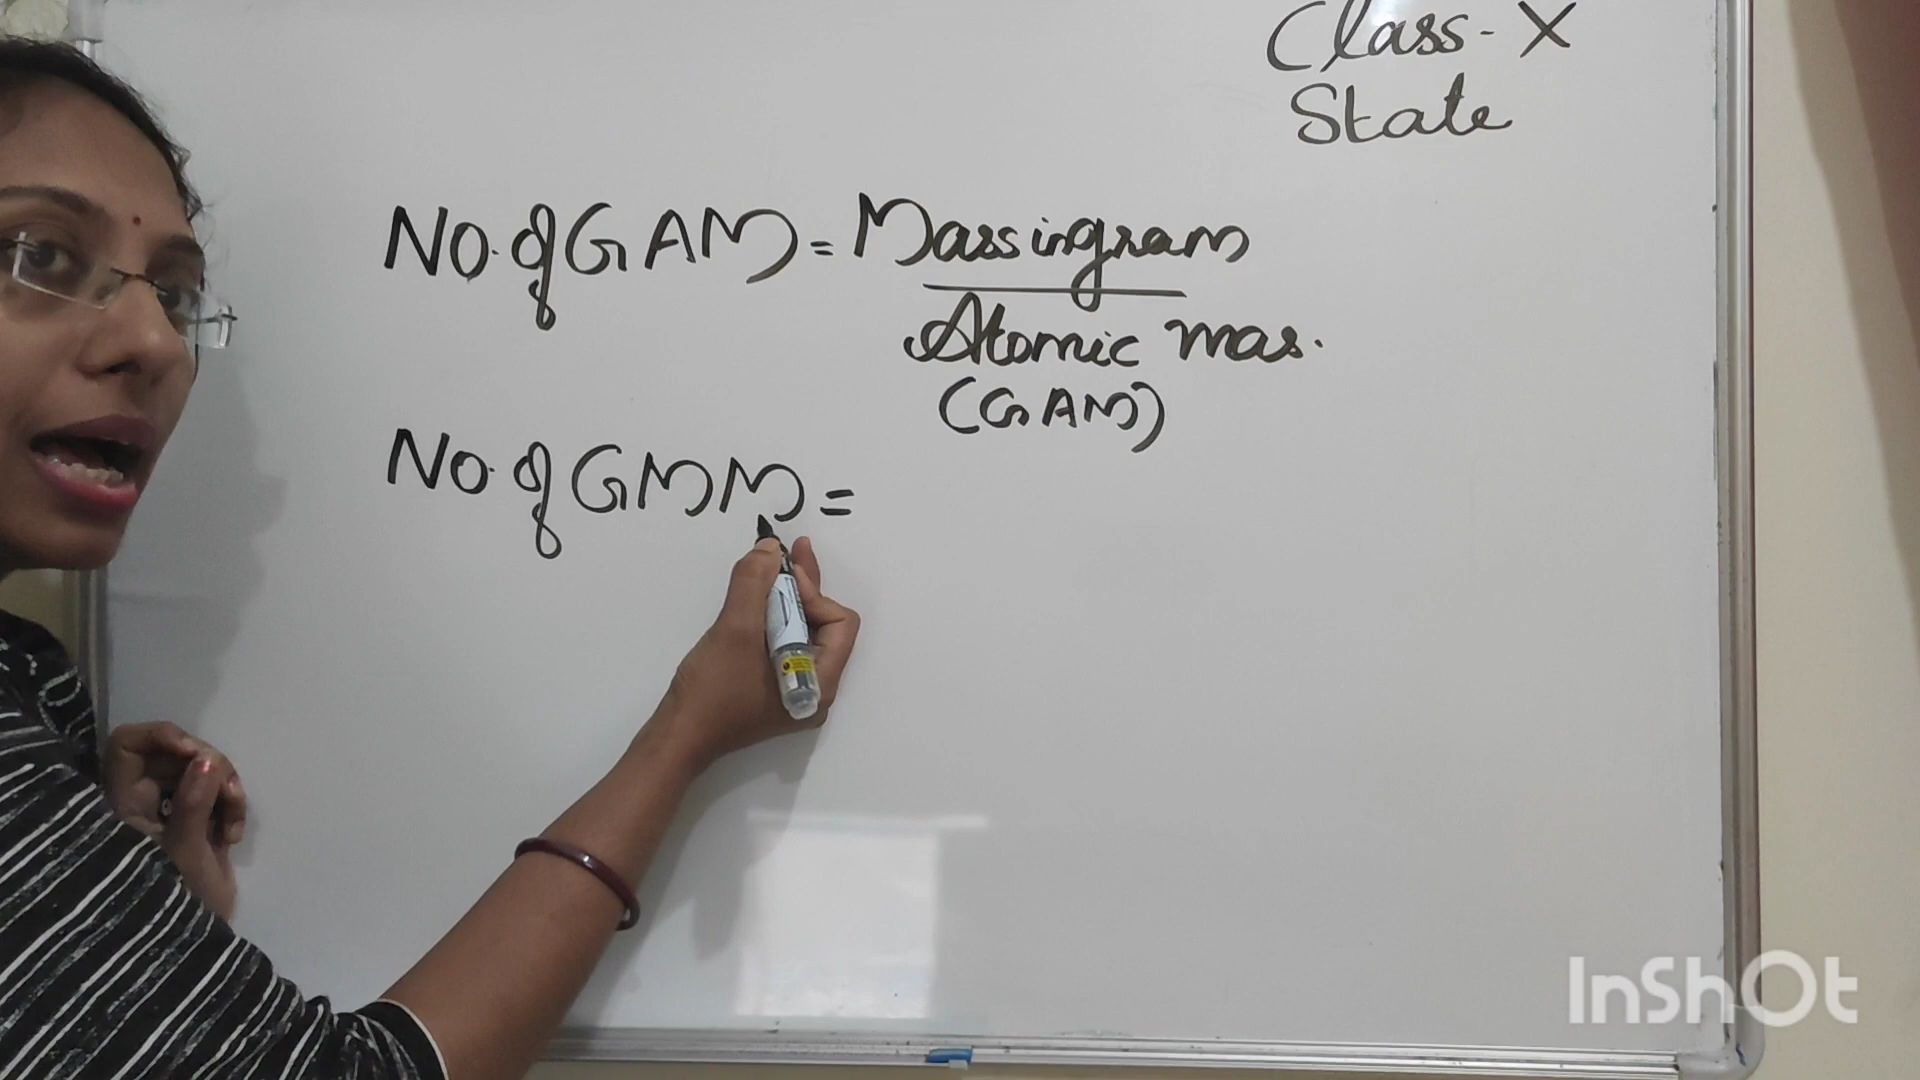 Class - X
State
No. of GAM = Mass in gram
Atomic mas.
(GAM)
No. of GMM =
InShOt